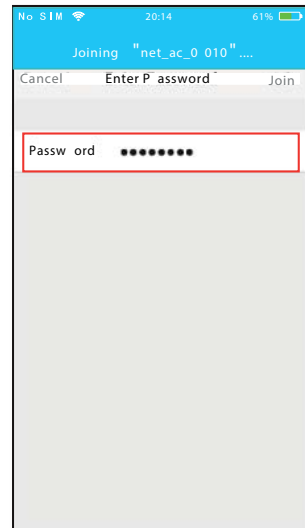 No SIM 20:14 61%
Joining "net_ac_0 010" ....
Cancel Enter P assword Join
Passw ord ●●●●●●●●